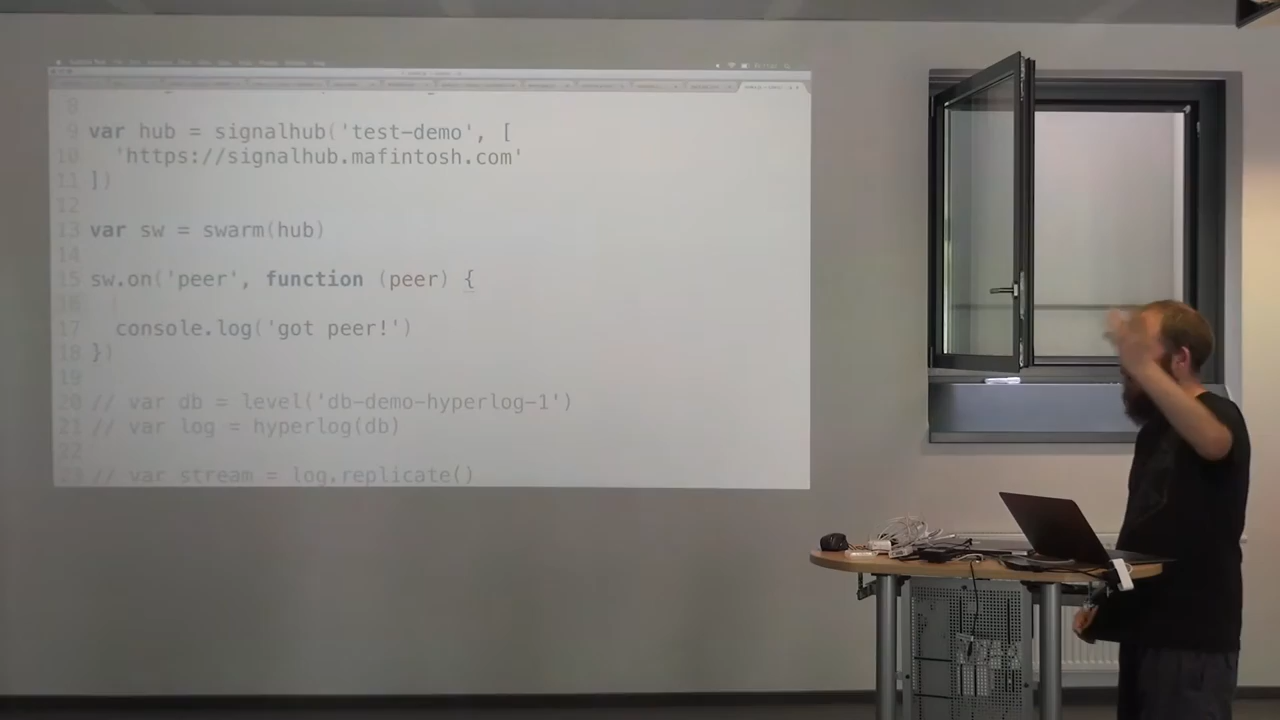 8
9 var hub = signalhub('test-demo', [
10   'https://signalhub.mafintosh.com'
11 ])
12
13 var sw = swarm(hub)
14
15 sw.on('peer', function (peer) {
16
17   console.log('got peer!')
18 })
19
20 // var db = level('db-demo-hyperlog-1')
21 // var log = hyperlog(db)
22
23 // var stream = log.replicate()